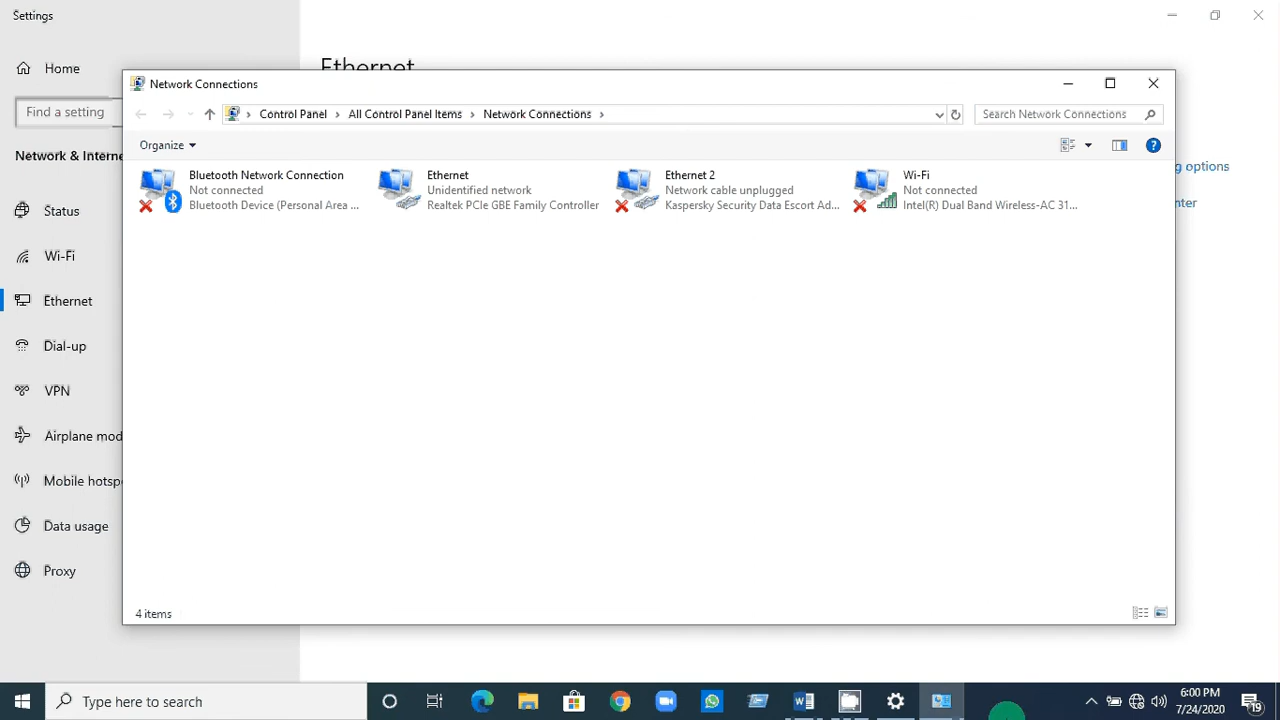 Settings
Home
Find a setting
Network & Interne
Status
Wi-Fi
Ethernet
Dial-up
VPN
Airplane mod
Mobile hotsp
Data usage
Proxy
Ethernet
g options
nter
Network Connections
Control Panel > All Control Panel Items > Network Connections >
Search Network Connections
Organize
Bluetooth Network Connection
Not connected
Bluetooth Device (Personal Area ...
Ethernet
Unidentified network
Realtek PCIe GBE Family Controller
Ethernet 2
Network cable unplugged
Kaspersky Security Data Escort Ad...
Wi-Fi
Not connected
Intel(R) Dual Band Wireless-AC 31...
4 items
Type here to search
6:00 PM
7/24/2020
19